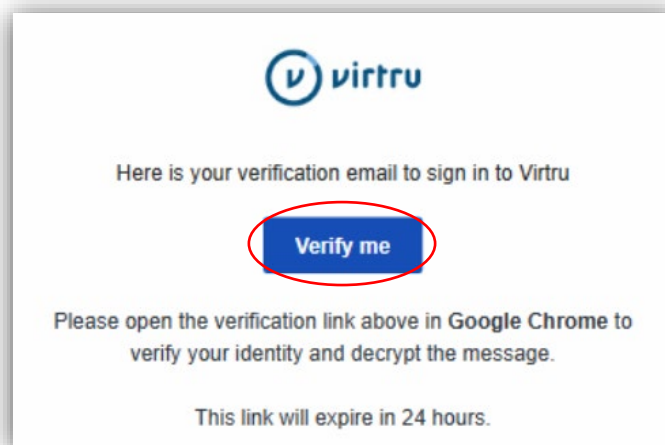 virtru
Here is your verification email to sign in to Virtru
Verify me
Please open the verification link above in Google Chrome to
verify your identity and decrypt the message.
This link will expire in 24 hours.